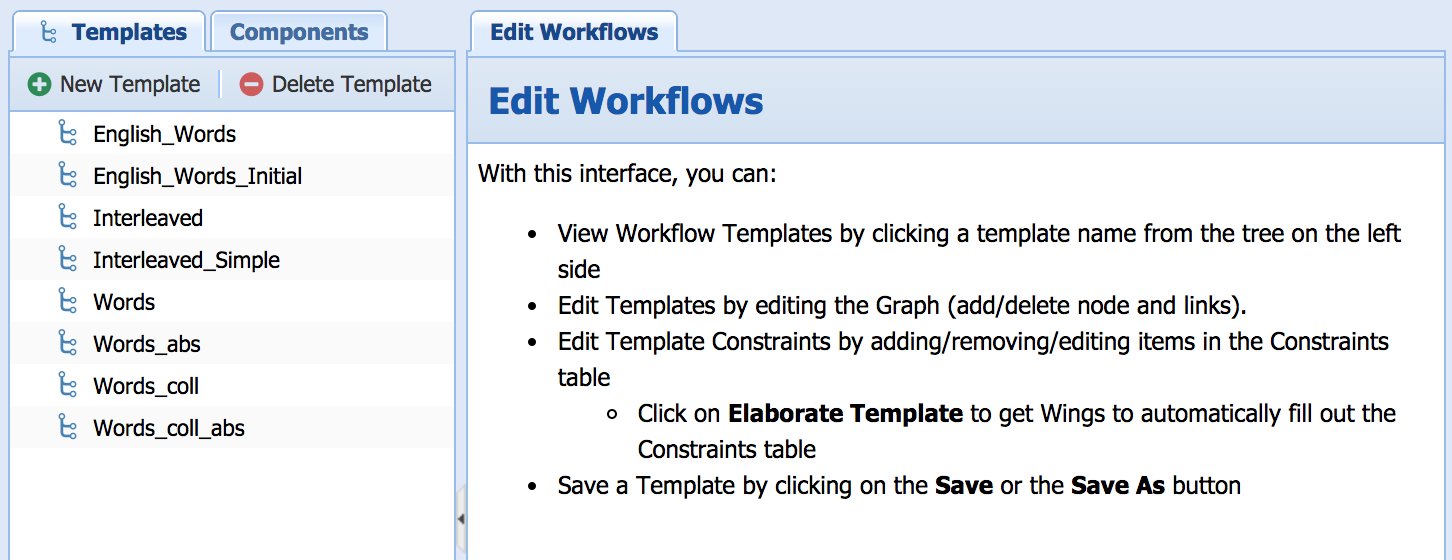 Templates
Components
New Template
Delete Template
English_Words
English_Words_Initial
Interleaved
Interleaved_Simple
Words
Words_abs
Words_coll
Words_coll_abs
Edit Workflows
Edit Workflows
With this interface, you can:
View Workflow Templates by clicking a template name from the tree on the left
side
Edit Templates by editing the Graph (add/delete node and links).
Edit Template Constraints by adding/removing/editing items in the Constraints
table
Click on Elaborate Template to get Wings to automatically fill out the
Constraints table
Save a Template by clicking on the Save or the Save As button